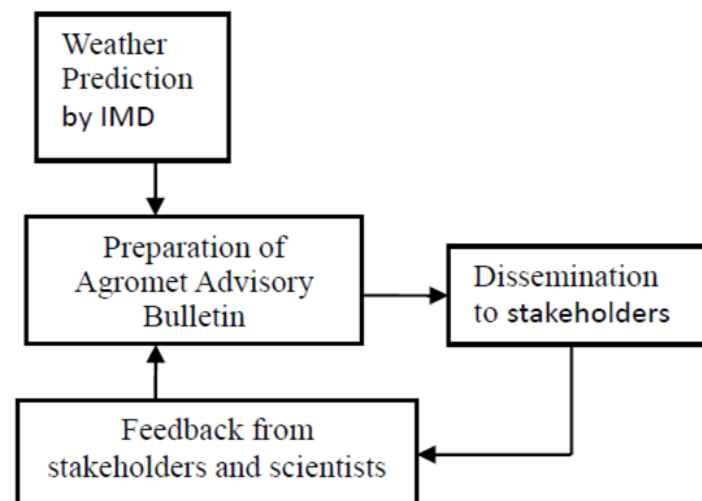 Weather
Prediction
by IMD
Preparation of
Agromet Advisory
Bulletin
Dissemination
to stakeholders
Feedback from
stakeholders and scientists